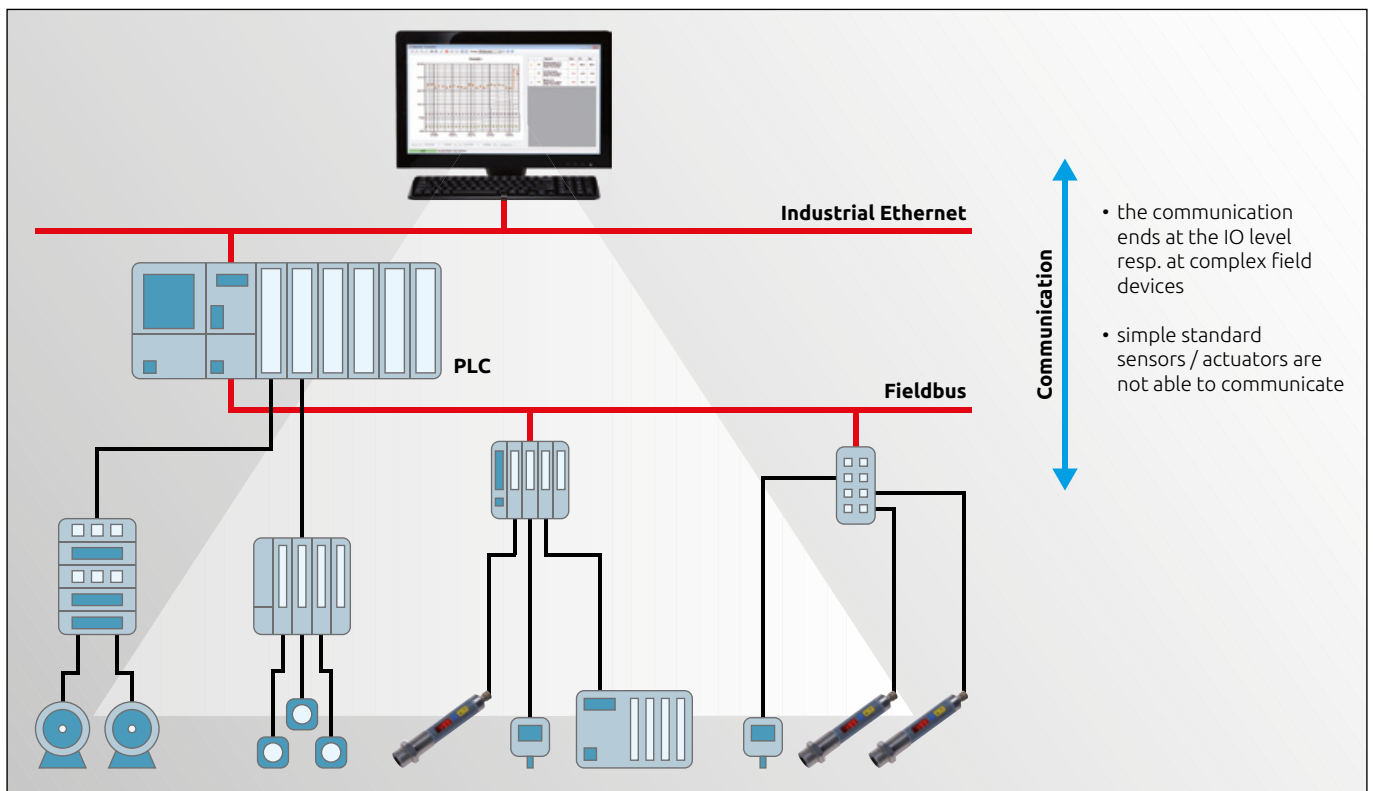 Industrial Ethernet
PLC
Fieldbus
Communication
• the communication
ends at the IO level
resp. at complex field
devices
• simple standard
sensors / actuators are
not able to communicate